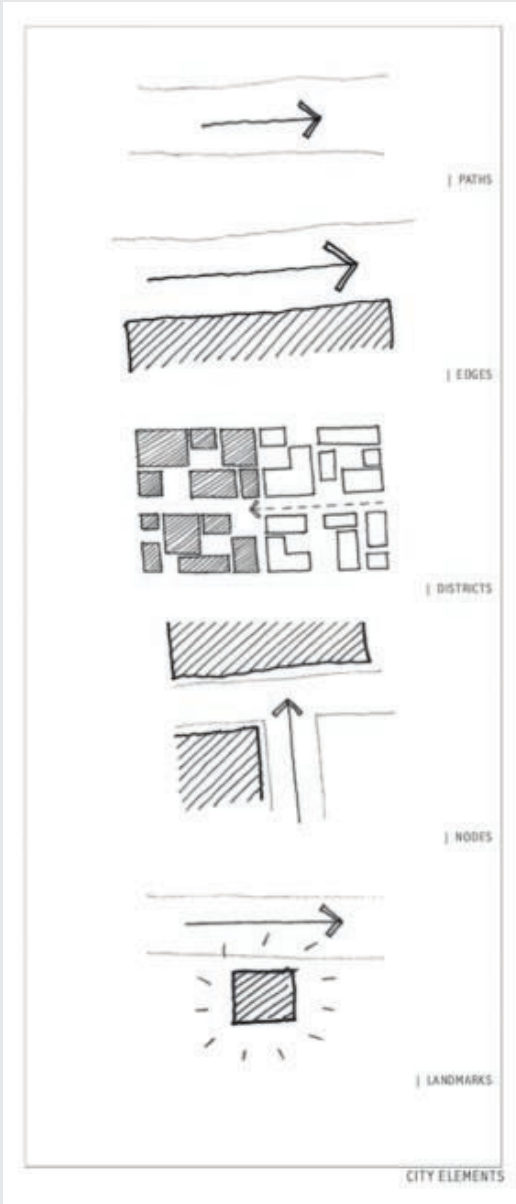 | PATHS
| EDGES
| DISTRICTS
| NODES
| LANDMARKS
CITY ELEMENTS